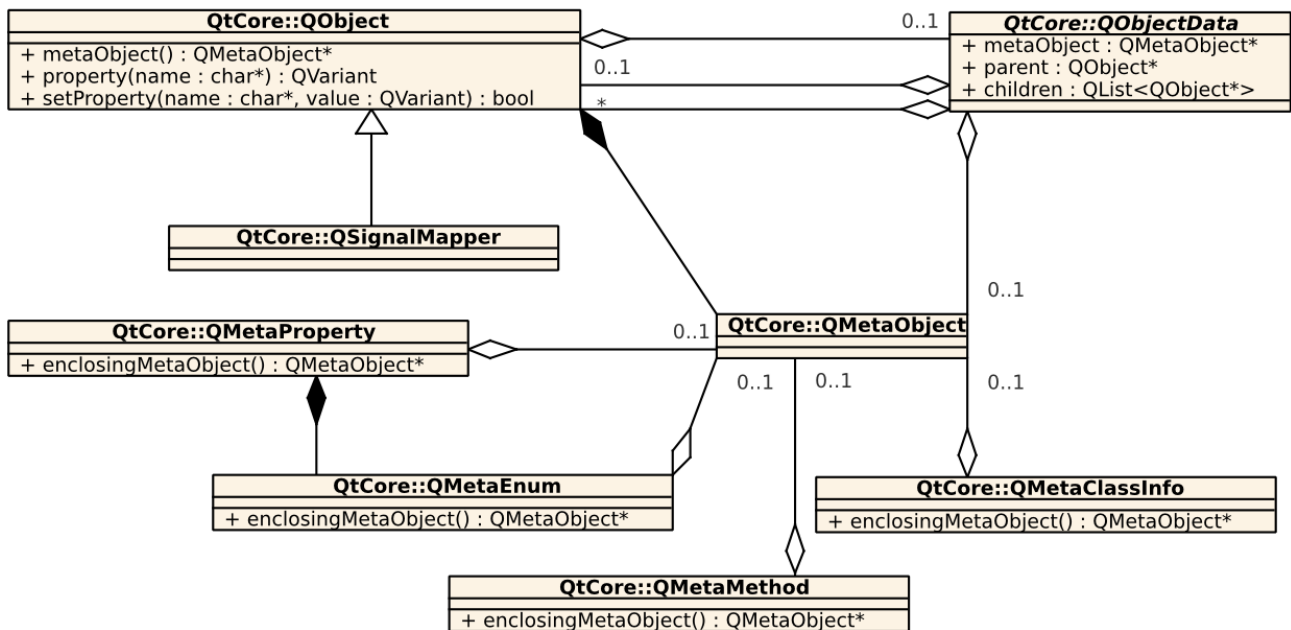 QtCore::QObject
+ metaObject() : QMetaObject*
+ property(name : char*) : QVariant
+ setProperty(name : char*, value : QVariant) : bool
0..1
0..1
*
QtCore::QObjectData
+ metaObject : QMetaObject*
+ parent : QObject*
+ children : QList<QObject*>
QtCore::QSignalMapper
0..1
QtCore::QMetaProperty
+ enclosingMetaObject() : QMetaObject*
0..1
QtCore::QMetaObject
0..1
0..1
0..1
QtCore::QMetaEnum
+ enclosingMetaObject() : QMetaObject*
QtCore::QMetaClassInfo
+ enclosingMetaObject() : QMetaObject*
QtCore::QMetaMethod
+ enclosingMetaObject() : QMetaObject*